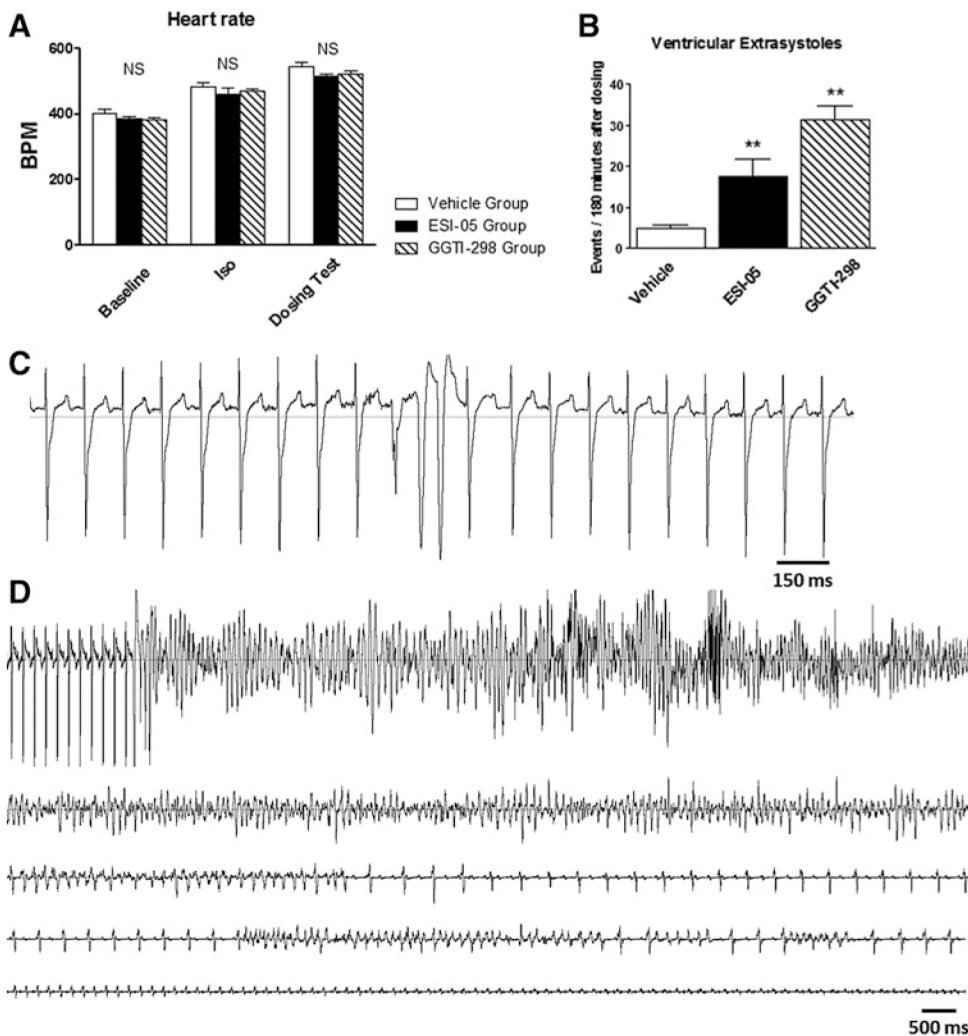 A
Heart rate
600
400
200
0
BPM
NS
NS
NS
Baseline
Iso
Dosing Test
Vehicle Group
ESI-05 Group
GGTI-298 Group
B
Ventricular Extrasystoles
40
30
20
10
0
Events / 180 minutes after dosing
**
**
Vehicle
ESI-05
GGTI-298
C
150 ms
D
500 ms